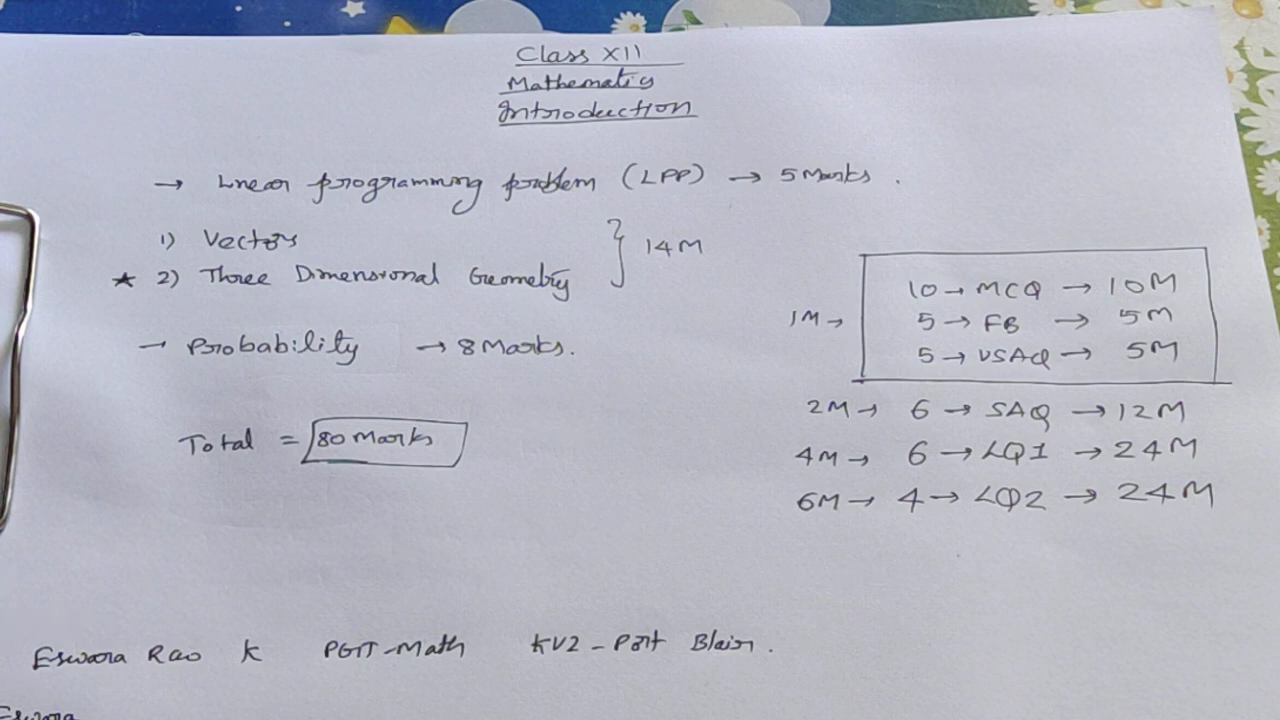 Class XII
Mathematics
Introduction
→ Linear programming problem (LPP) → 5 Marks.
1) Vectors
★ 2) Three Dimensional Geometry } 14M
→ Probability → 8 Marks.
Total = 80 Marks
1M →
10 → MCQ → 10M
5 → FB → 5M
5 → VSAQ → 5M
2M → 6 → SAQ → 12M
4M → 6 → LQ1 → 24M
6M → 4 → LQ2 → 24M
Eswara Rao K PGT-Math KV2 - Port Blair.
Eswara